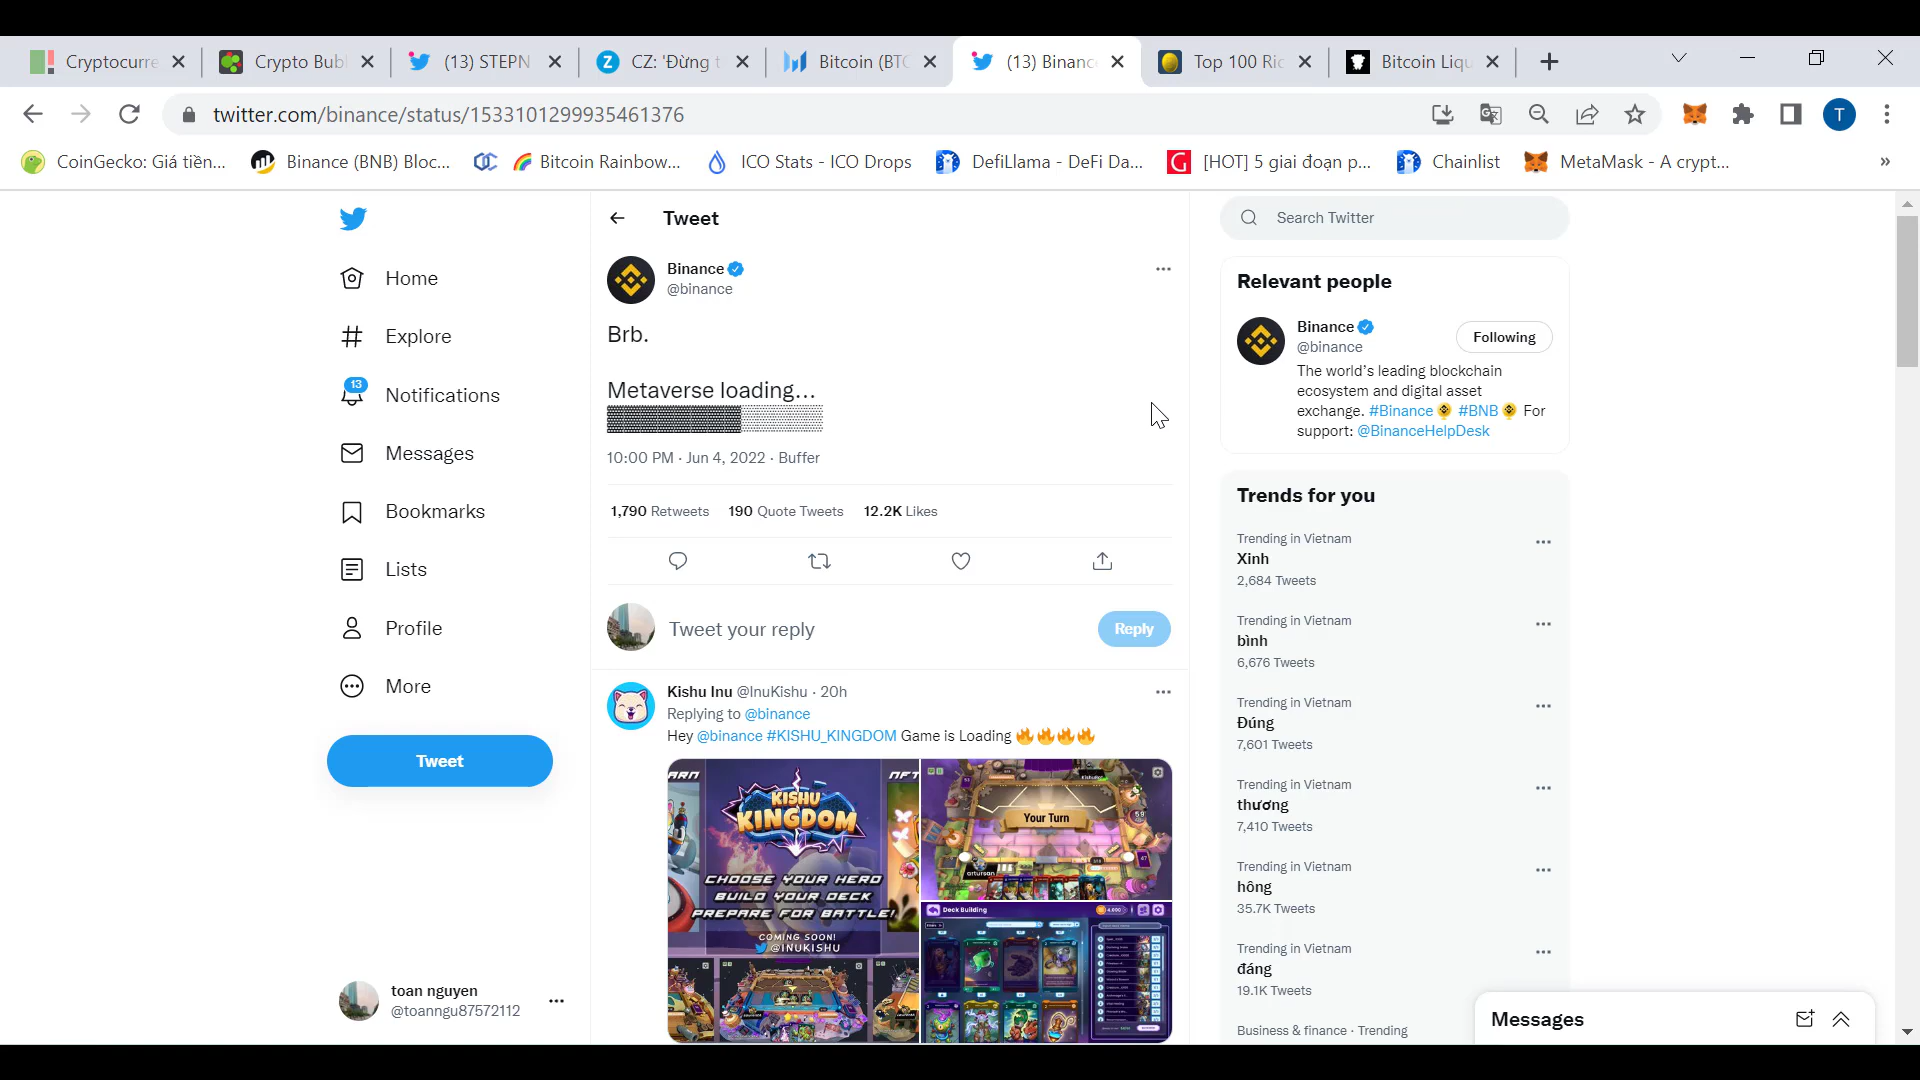 Cryptocurre
Crypto Bub
(13) STEPN
CZ: 'Đừng t
Bitcoin (BTC
(13) Binanc
Top 100 Ric
Bitcoin Liqu
twitter.com/binance/status/1533101299935461376
T
CoinGecko: Giá tiền...
Binance (BNB) Bloc...
Bitcoin Rainbow...
ICO Stats - ICO Drops
DefiLlama - DeFi Da...
[HOT] 5 giai đoạn p...
Chainlist
MetaMask - A crypt...
»
Home
Explore
13
Notifications
Messages
Bookmarks
Lists
Profile
More
Tweet
toan nguyen
@toanngu87572112
Tweet
Binance
@binance
Brb.
Metaverse loading...
▓▓▓▓▓▓▓▓▓▓▒▒▒▒▒▒
10:00 PM · Jun 4, 2022 · Buffer
1,790 Retweets 190 Quote Tweets 12.2K Likes
Tweet your reply
Reply
Kishu Inu @InuKishu · 20h
Replying to @binance
Hey @binance #KISHU_KINGDOM Game is Loading 🔥🔥🔥🔥
KISHU
KINGDOM
CHOOSE YOUR HERO
BUILD YOUR DECK
PREPARE FOR BATTLE!
COMING SOON!
@INUKISHU
Your Turn
artursan
Deck Building
Search Twitter
Relevant people
Binance
@binance
Following
The world's leading blockchain
ecosystem and digital asset
exchange. #Binance #BNB For
support: @BinanceHelpDesk
Trends for you
Trending in Vietnam
Xinh
2,684 Tweets
Trending in Vietnam
bình
6,676 Tweets
Trending in Vietnam
Đúng
7,601 Tweets
Trending in Vietnam
thương
7,410 Tweets
Trending in Vietnam
hông
35.7K Tweets
Trending in Vietnam
đáng
19.1K Tweets
Business & finance · Trending
Messages